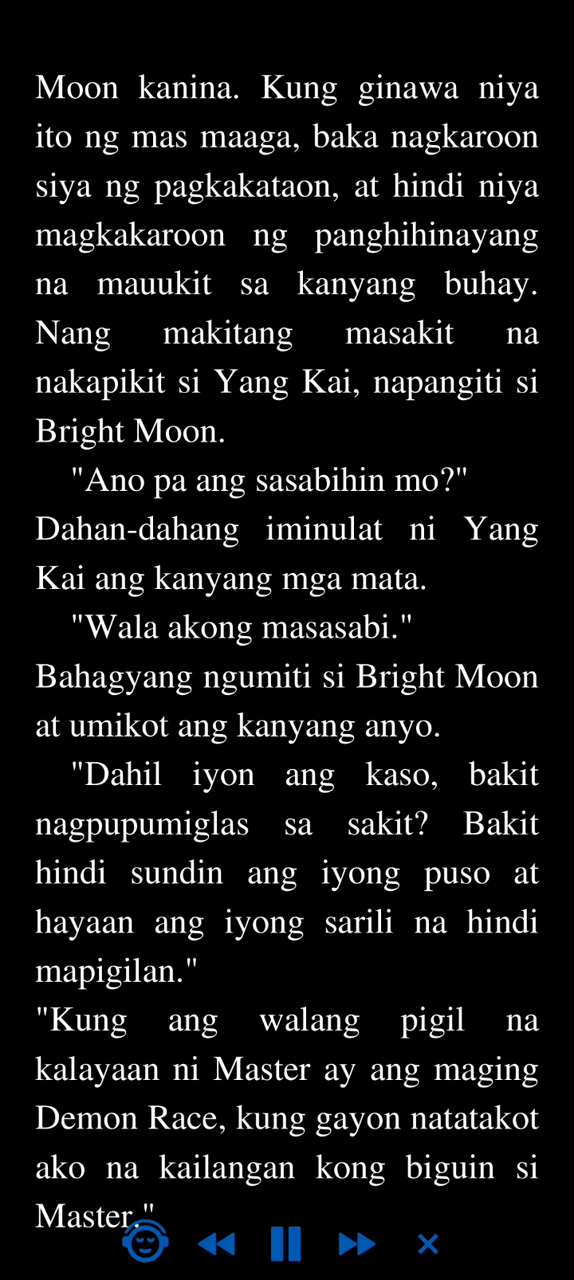 Moon kanina. Kung ginawa niya
ito ng mas maaga, baka nagkaroon
siya ng pagkakataon, at hindi niya
magkakaroon ng panghihinayang
na mauukit sa kanyang buhay.
Nang makitang masakit na
nakapikit si Yang Kai, napangiti si
Bright Moon.
"Ano pa ang sasabihin mo?"
Dahan-dahang iminulat ni Yang
Kai ang kanyang mga mata.
"Wala akong masasabi."
Bahagyang ngumiti si Bright Moon
at umikot ang kanyang anyo.
"Dahil iyon ang kaso, bakit
nagpupumiglas sa sakit? Bakit
hindi sundin ang iyong puso at
hayaan ang iyong sarili na hindi
mapigilan."
"Kung ang walang pigil na
kalayaan ni Master ay ang maging
Demon Race, kung gayon natatakot
ako na kailangan kong biguin si
Master."